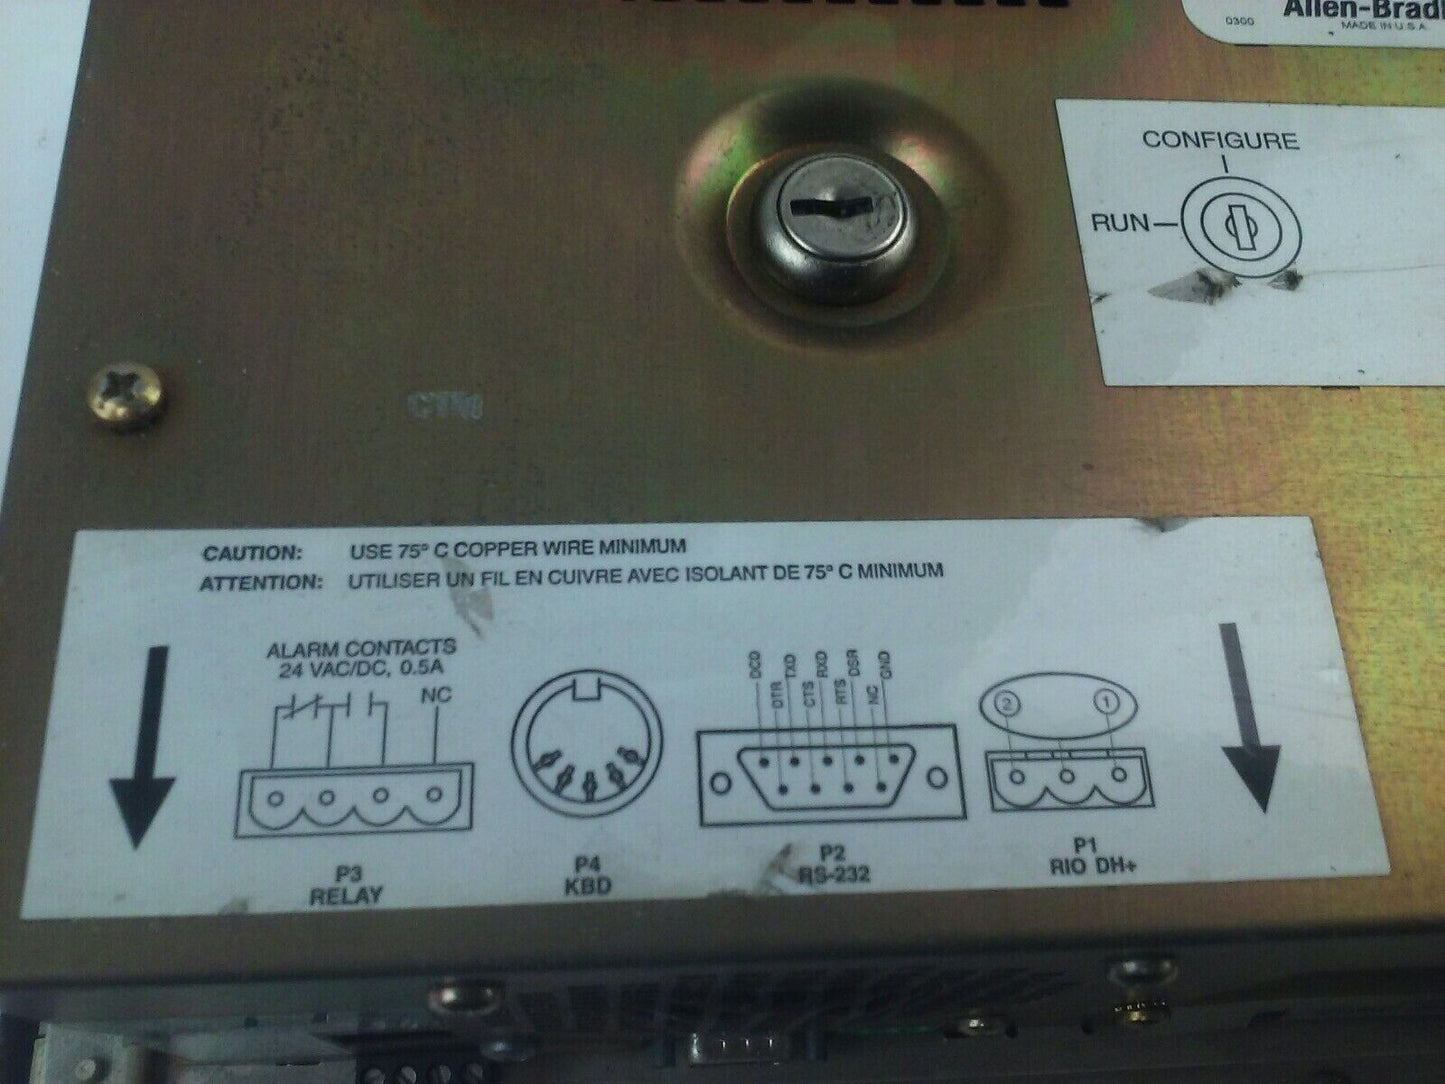 Allen-Bradl
0300
MADE IN U.S.A.
CONFIGURE
RUN
CAUTION: USE 75° C COPPER WIRE MINIMUM
ATTENTION: UTILISER UN FIL EN CUIVRE AVEC ISOLANT DE 75° C MINIMUM
ALARM CONTACTS
24 VAC/DC, 0.5A
NC
DCD
DTR
TXD
CTS
RXD
RTS
DSR
NC
GND
2
1
P3
RELAY
P4
KBD
P2
RS-232
P1
RIO DH+